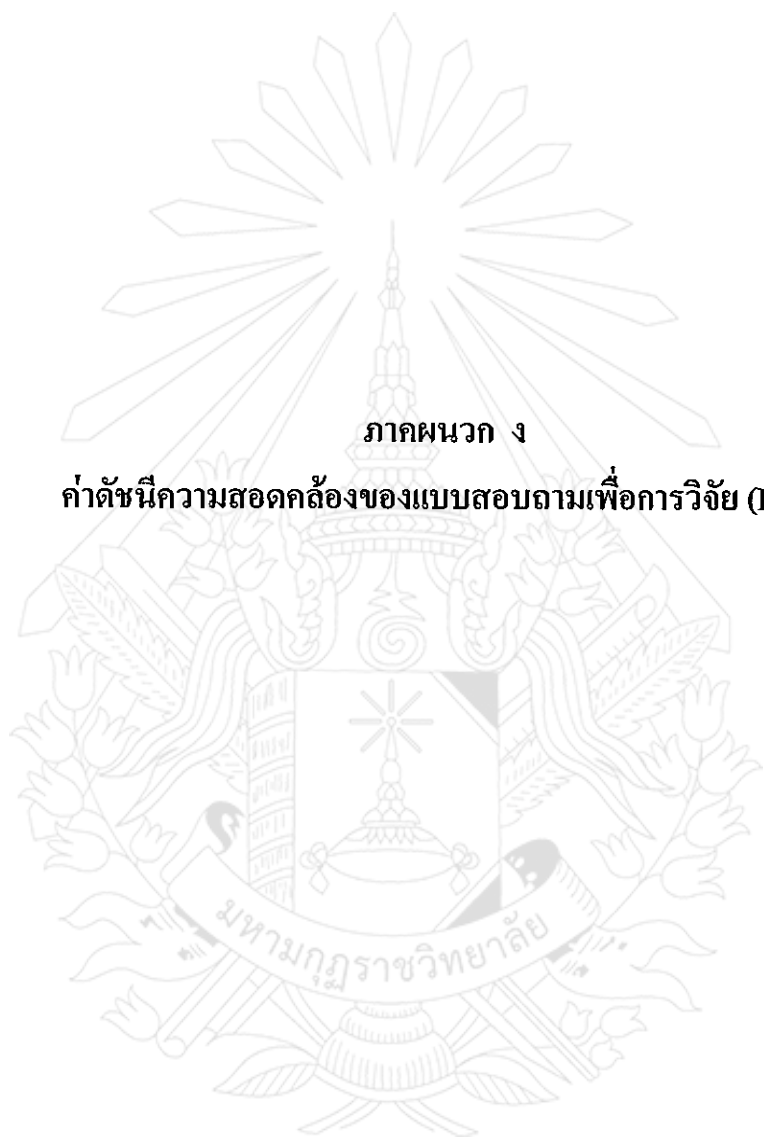 ภาคผนวก ง
ค่าดัชนีความสอดคล้องของแบบสอบถามเพื่อการวิจัย
มหามกุฏราชวิทยาลัย